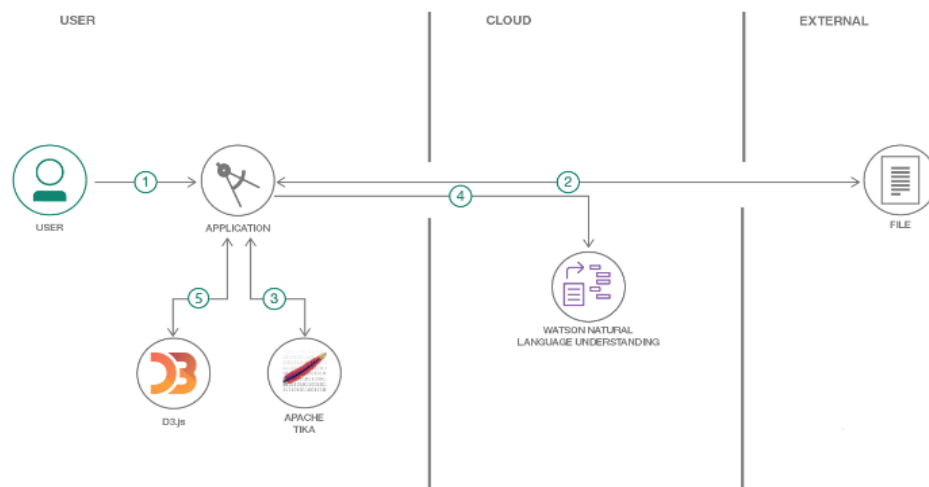 USER
CLOUD
EXTERNAL
1
2
4
USER
APPLICATION
FILE
5
3
WATSON NATURAL
LANGUAGE UNDERSTANDING
D3
D3.js
APACHE
TIKA